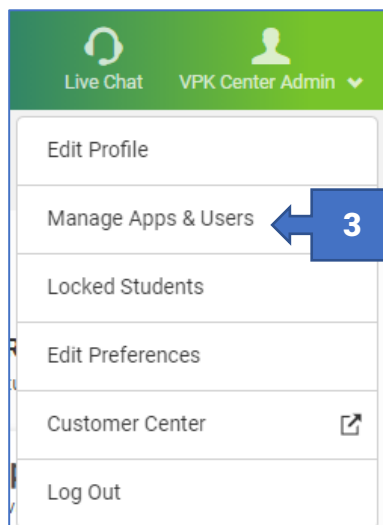 Live Chat VPK Center Admin
Edit Profile
Manage Apps & Users 3
Locked Students
Edit Preferences
Customer Center
Log Out